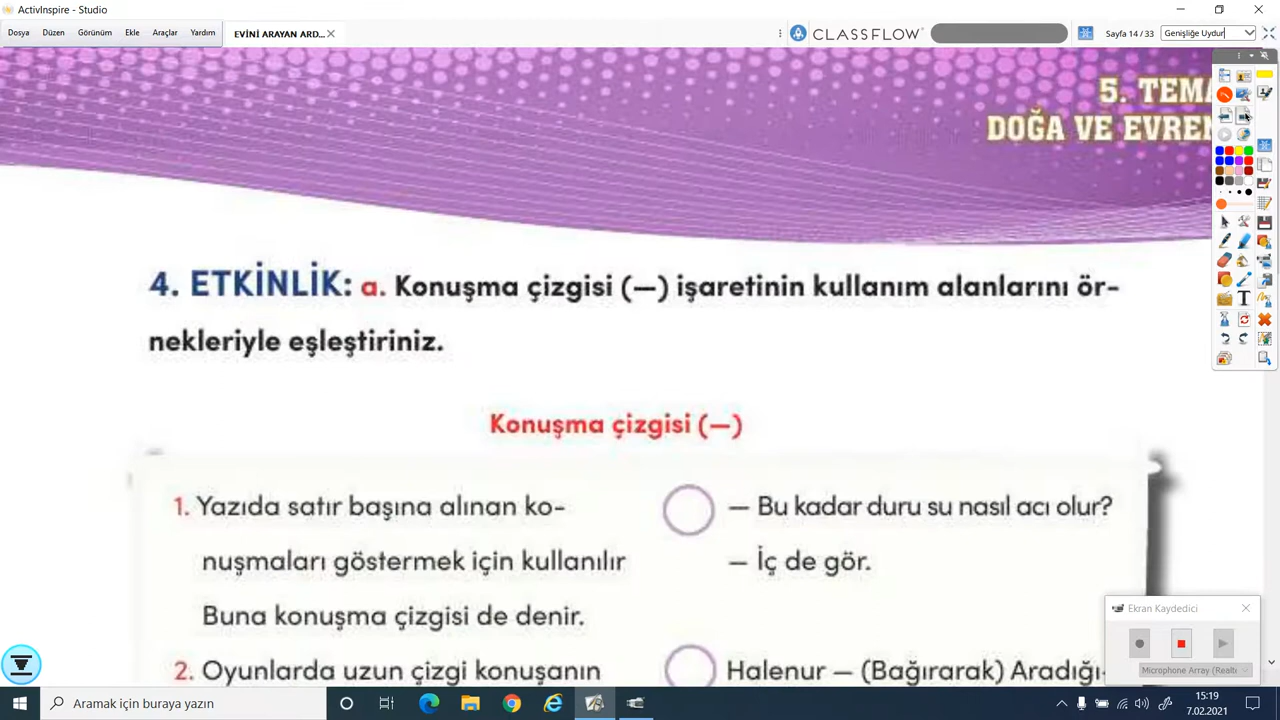 ActivInspire - Studio
Dosya Düzen Görünüm Ekle Araçlar Yardım
EVİNİ ARAYAN ARD...
CLASSFLOW
Sayfa 14 / 33
Genişliğe Uydur
5. TEMA
DOĞA VE EVREN
4. ETKİNLİK: a. Konuşma çizgisi (—) işaretinin kullanım alanlarını ör-
nekleriyle eşleştiriniz.
Konuşma çizgisi (—)
1. Yazıda satır başına alınan ko-
nuşmaları göstermek için kullanılır
Buna konuşma çizgisi de denir.
— Bu kadar duru su nasıl acı olur?
— İç de gör.
2. Oyunlarda uzun çizgi konuşanın
Halenur — (Bağırarak) Aradığı-
Ekran Kaydedici
Microphone Array (Realt
Aramak için buraya yazın
15:19
7.02.2021